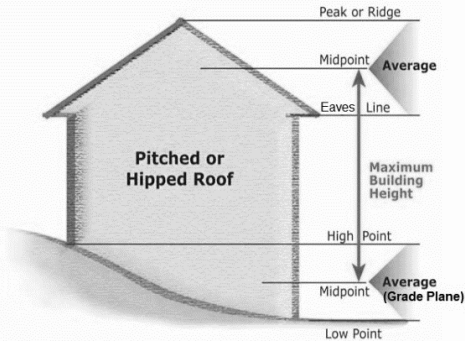 Peak or Ridge
Midpoint
Average
Eaves Line
Pitched or
Hipped Roof
Maximum
Building
Height
High Point
Average
(Grade Plane)
Midpoint
Low Point